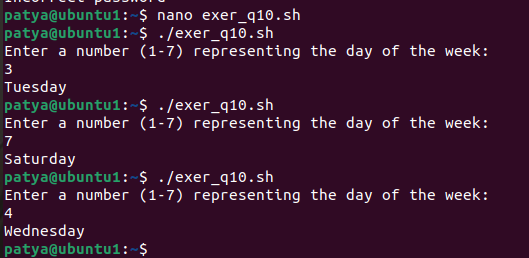 Incorrect password
patya@ubuntu1:~$ nano exer_q10.sh
patya@ubuntu1:~$ ./exer_q10.sh
Enter a number (1-7) representing the day of the week:
3
Tuesday
patya@ubuntu1:~$ ./exer_q10.sh
Enter a number (1-7) representing the day of the week:
7
Saturday
patya@ubuntu1:~$ ./exer_q10.sh
Enter a number (1-7) representing the day of the week:
4
Wednesday
patya@ubuntu1:~$